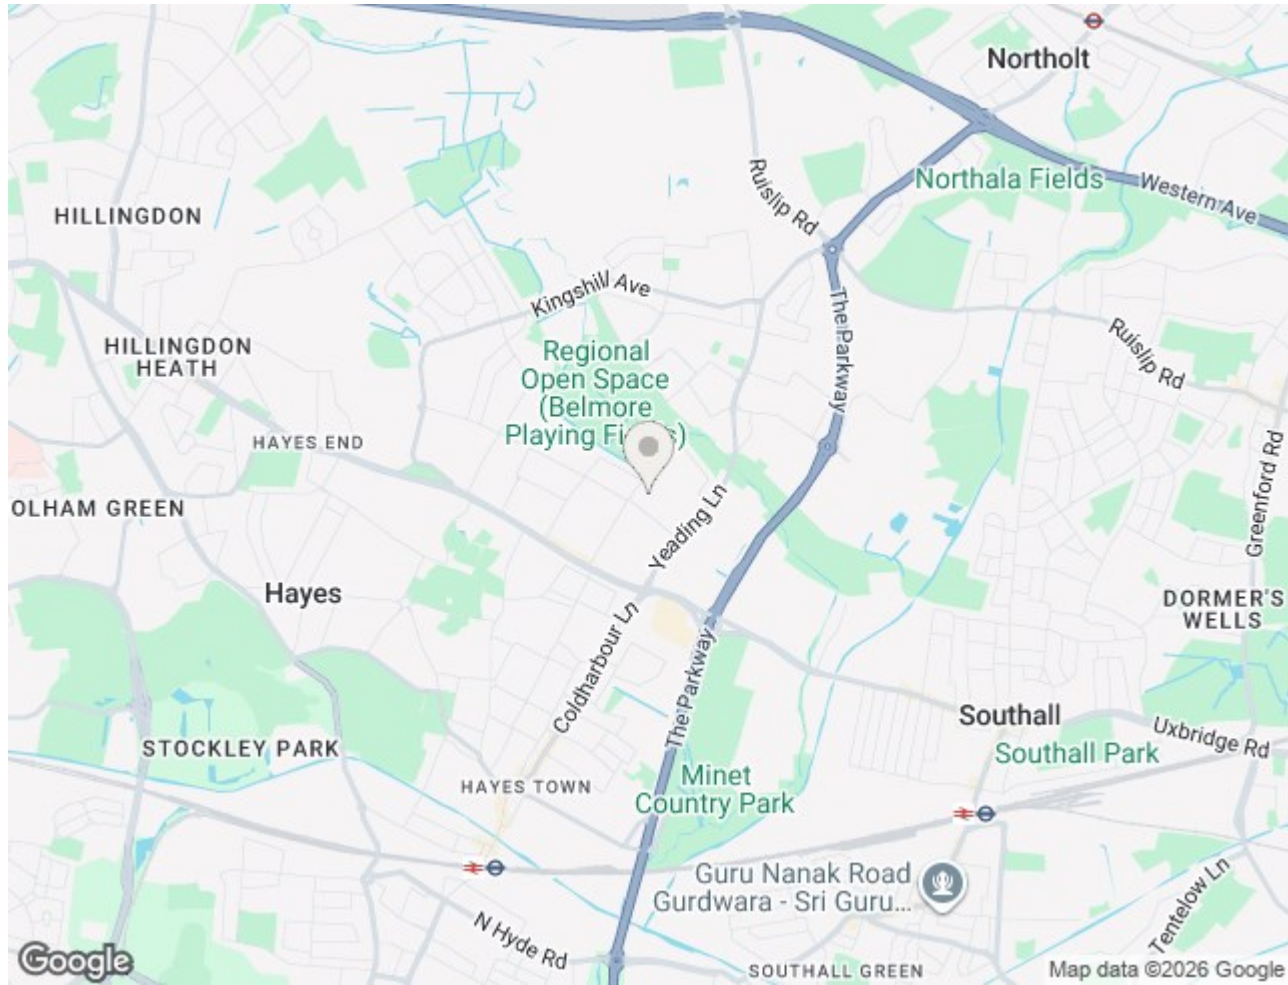 Northolt
Northala Fields
Western Ave
Ruislip Rd
HILLINGDON
Kingshill Ave
The Parkway
Ruislip Rd
HILLINGDON
HEATH
Regional
Open Space
(Belmore
Playing Fi s)
HAYES END
Greenford Rd
OLHAM GREEN
Yeading Ln
Hayes
DORMER'S
WELLS
Coldharbour Ln
The Parkway
Southall
Uxbridge Rd
STOCKLEY PARK
Southall Park
HAYES TOWN
Minet
Country Park
Guru Nanak Road
Gurdwara - Sri Guru...
Tentelow Ln
N Hyde Rd
SOUTHALL GREEN
Google
Map data ©2026 Google